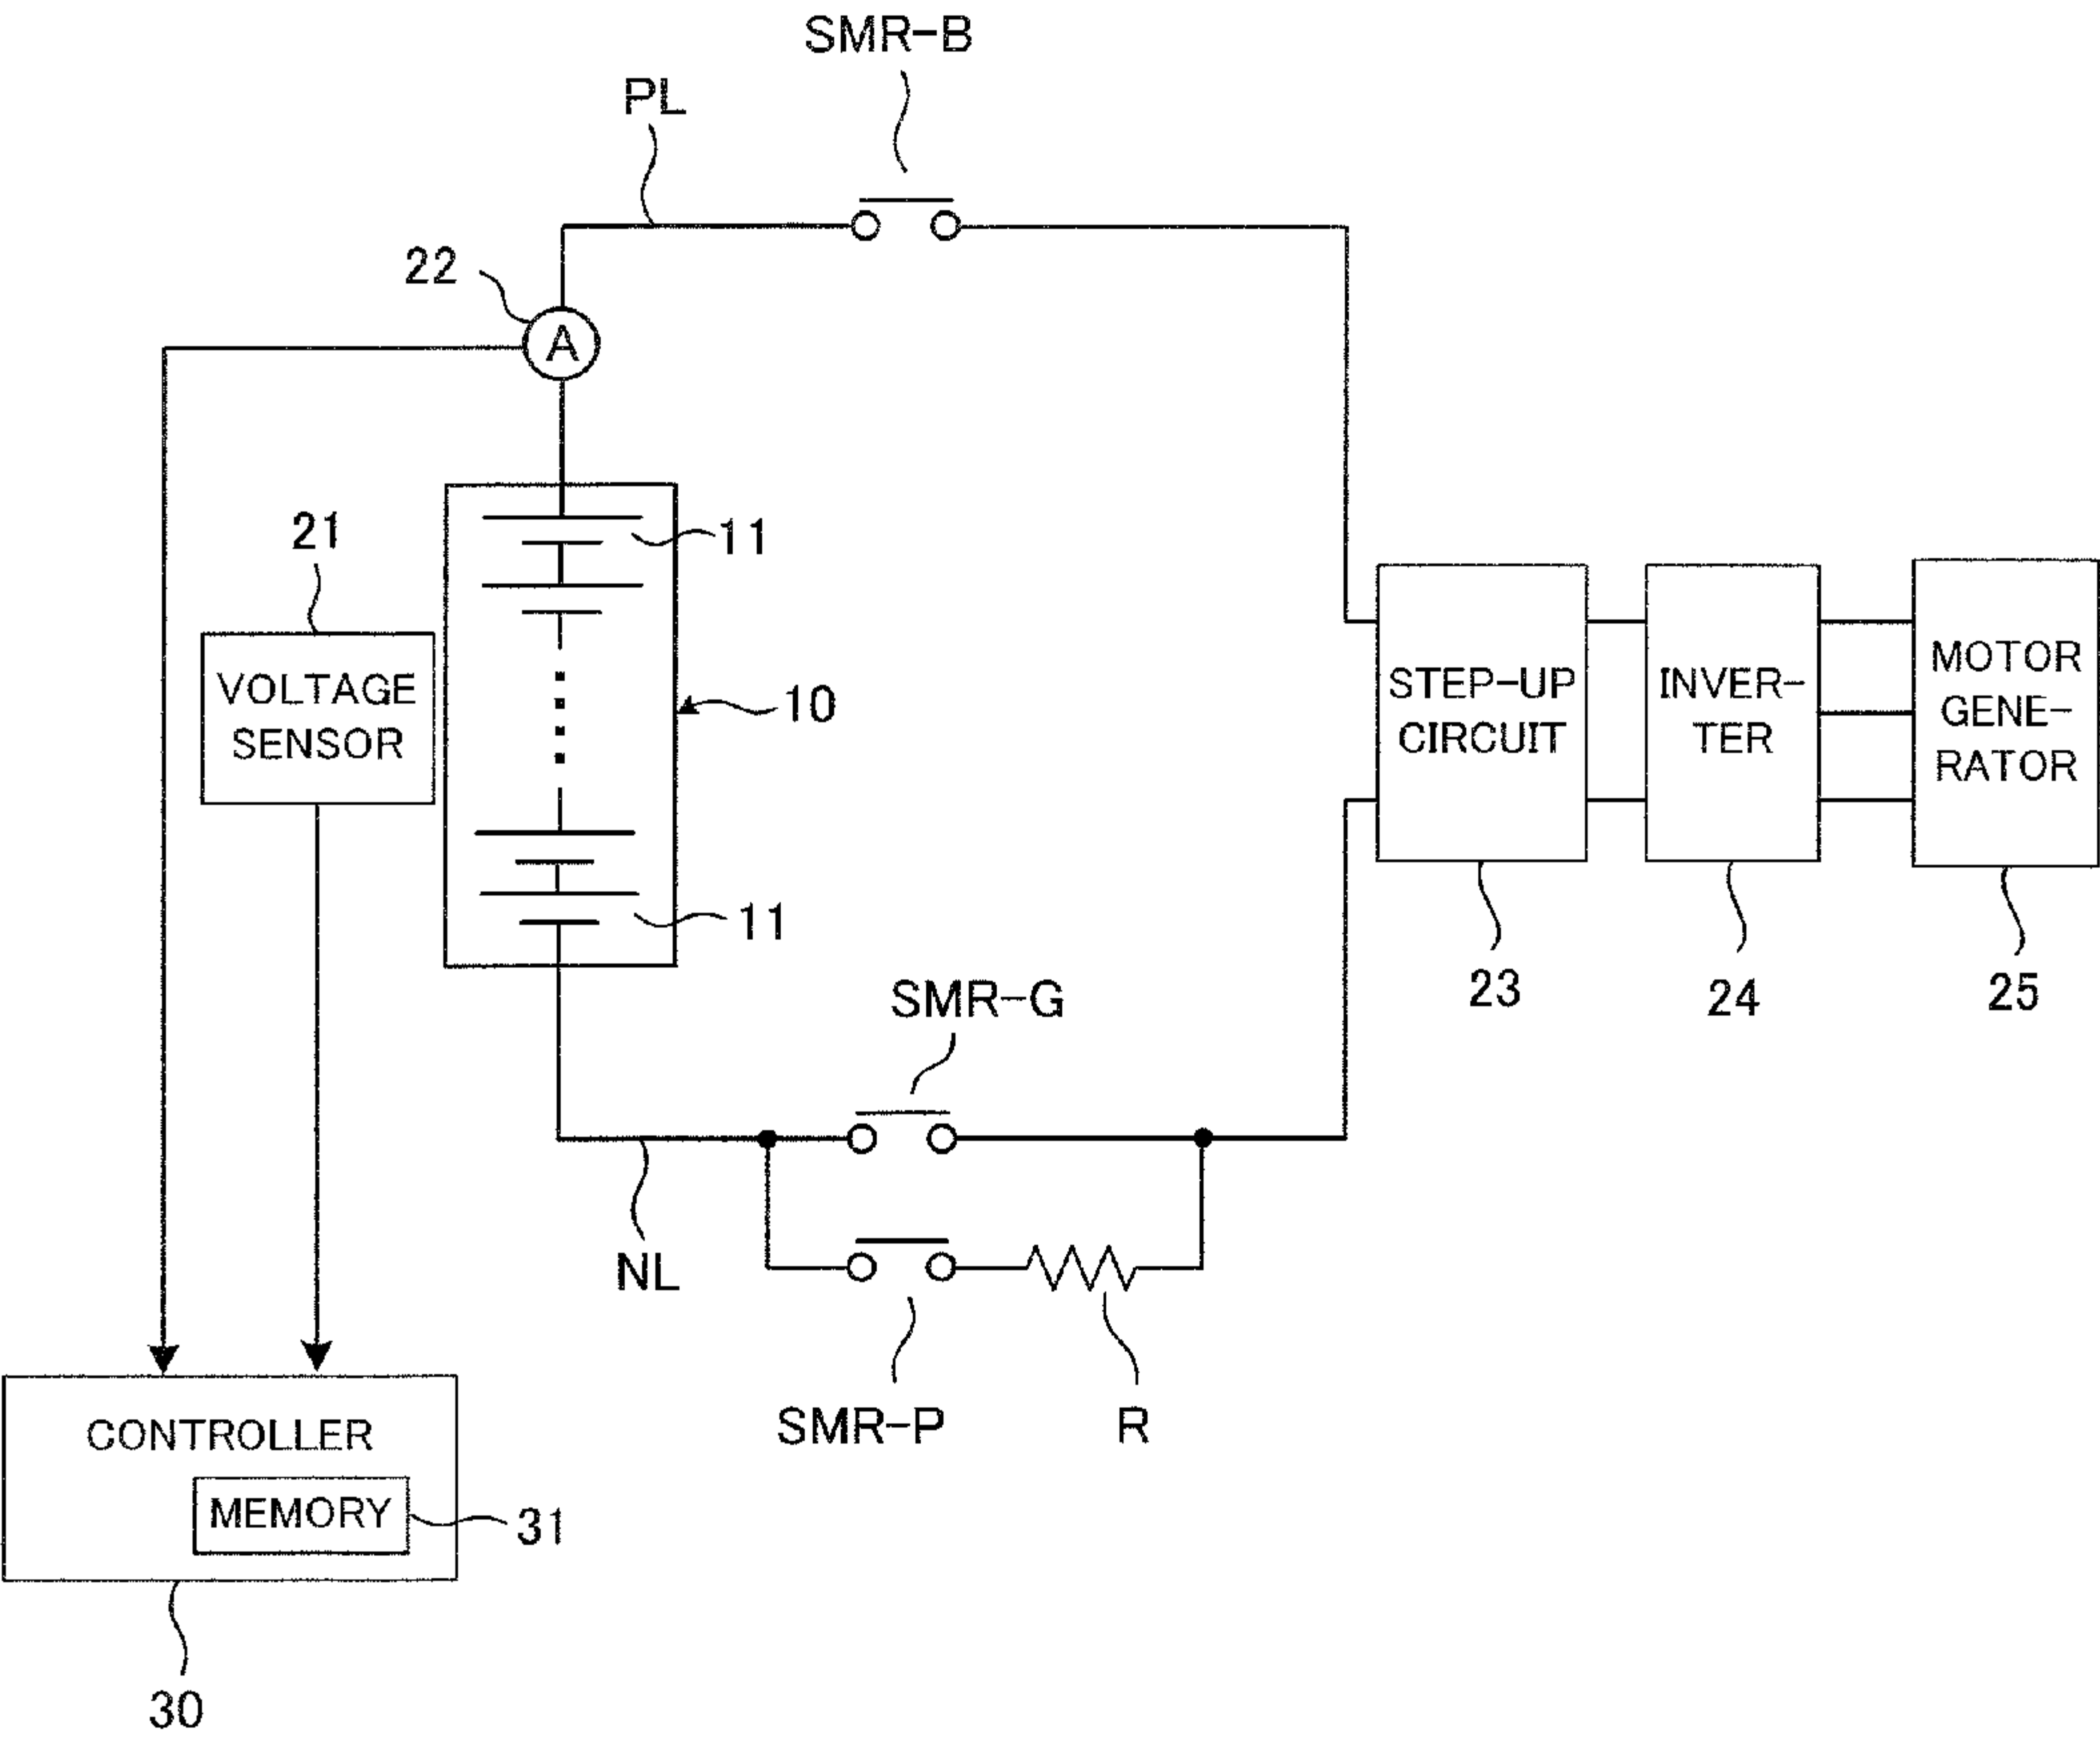 SMR-B
PL
22
A
11
21
VOLTAGE
SENSOR
10
11
STEP-UP
CIRCUIT
INVER-
TER
MOTOR
GENE-
RATOR
23
24
25
SMR-G
NL
SMR-P
R
CONTROLLER
MEMORY
31
30